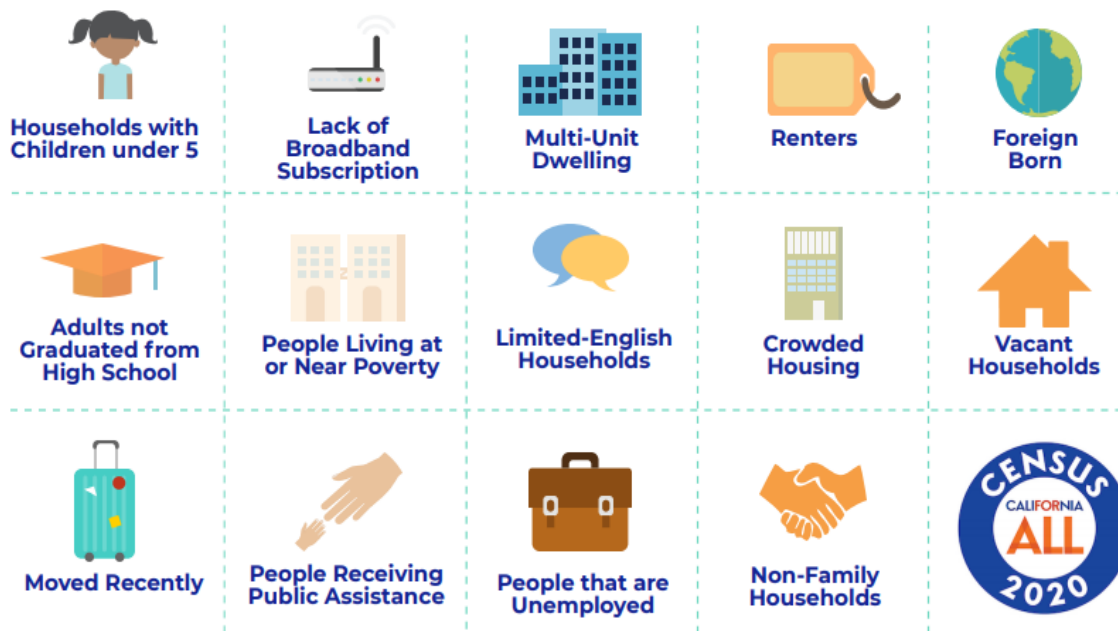 Households with
Children under 5
Lack of
Broadband
Subscription
Multi-Unit
Dwelling
Renters
Foreign
Born
Adults not
Graduated from
High School
People Living at
or Near Poverty
Limited-English
Households
Crowded
Housing
Vacant
Households
Moved Recently
People Receiving
Public Assistance
People that are
Unemployed
Non-Family
Households
CENSUS
CALIFORNIA
ALL
2020